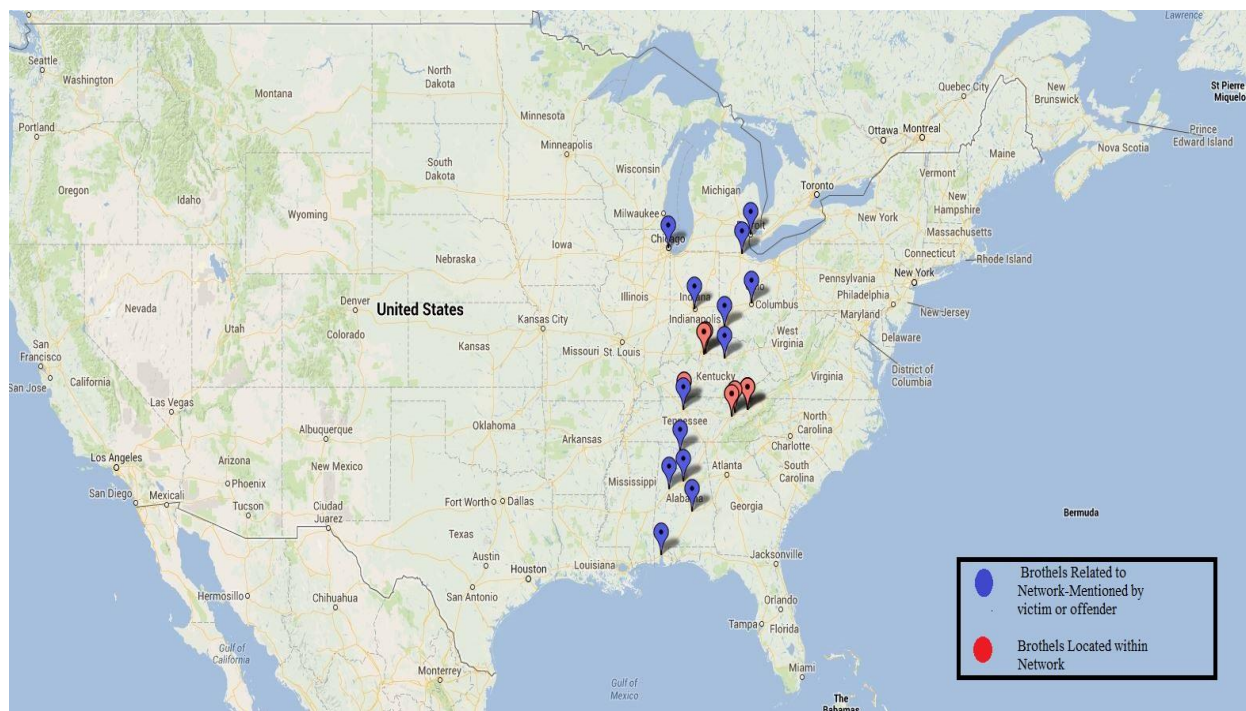 Lawrence
Seattle
Washington
North
Dakota
Montana
Quebec City
New
Brunswick
St Pierre
Miquelo
Minnesota
Portland
Ottawa
Montreal
Prince
Edward Island
Minneapolis
Nova Scotia
South
Dakota
Wisconsin
Maine
Oregon
Idaho
Michigan
Toronto
Vermont
Wyoming
Milwaukee
New
Hampshire
New York
Massachusetts
Chicago
Iowa
Connecticut
Rhode Island
Nebraska
Pennsylvania
New York
Nevada
Denver
United States
Illinois
Columbus
Philadelphia
New Jersey
Maryland
Indianapolis
Utah
Colorado
Kansas City
West
Virginia
Delaware
San
Francisco
Kansas
Missouri
St. Louis
District of
Columbia
San Jose
California
Kentucky
Virginia
Las Vegas
Albuquerque
Oklahoma
Tennessee
North
Carolina
Arkansas
Charlotte
Los Angeles
Arizona
New Mexico
Atlanta
South
Carolina
Phoenix
Mississippi
San Diego
Mexicali
Tucson
Ciudad
Juarez
Fort Worth
Dallas
Alabama
Georgia
Bermuda
Texas
Jacksonville
Austin
Houston
Louisiana
San Antonio
Hermosillo
Chihuahua
Orlando
Tampa
Florida
Gulf of
California
Monterrey
Gulf of
Mexico
Miami
The
Bahamas
Brothels Related to
Network-Mentioned by
victim or offender
Brothels Located within
Network